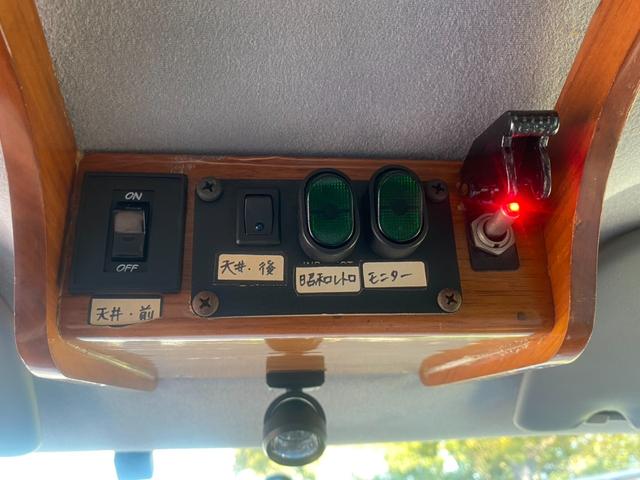 ON
OFF
天井・前
天井・後
昭和レトロ
モニター